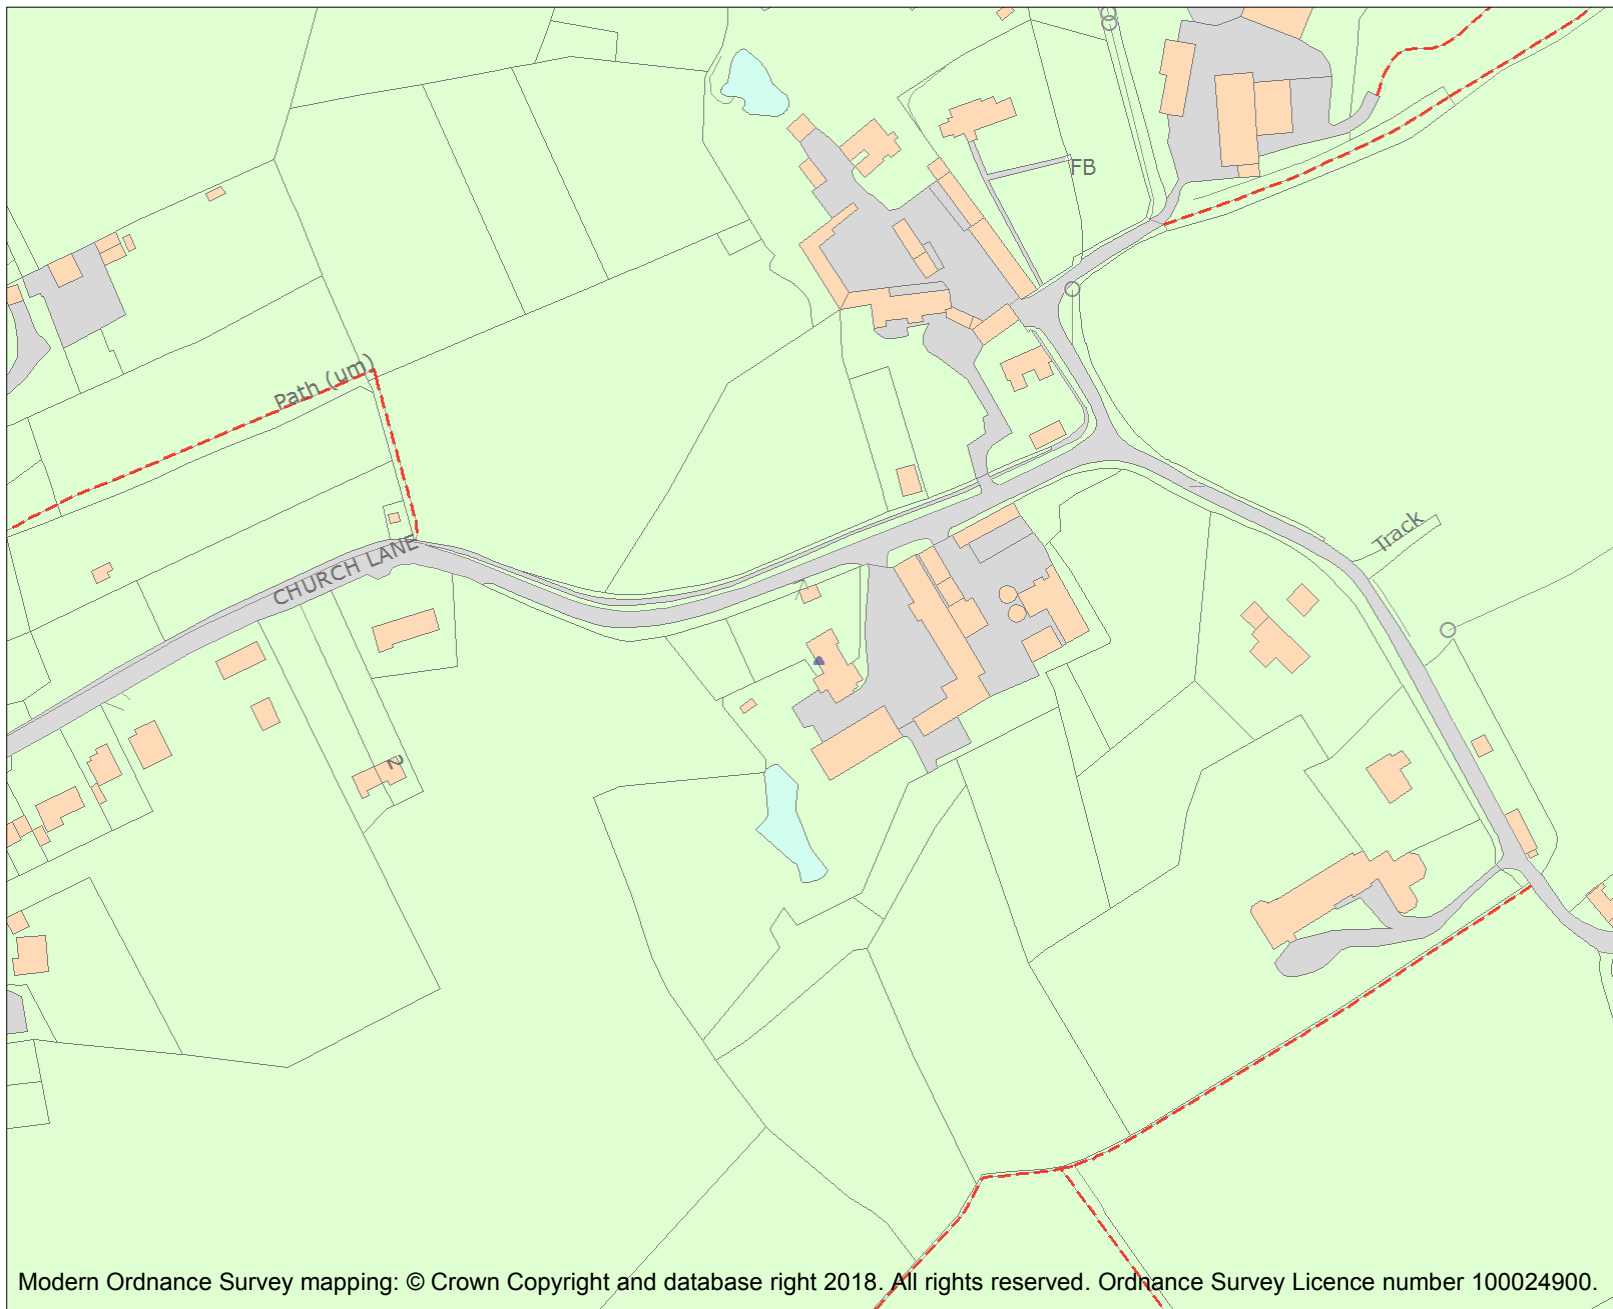 FB
Path (um)
Track
CHURCH LANE
2
Modern Ordnance Survey mapping: © Crown Copyright and database right 2018. All rights reserved. Ordnance Survey Licence number 100024900.